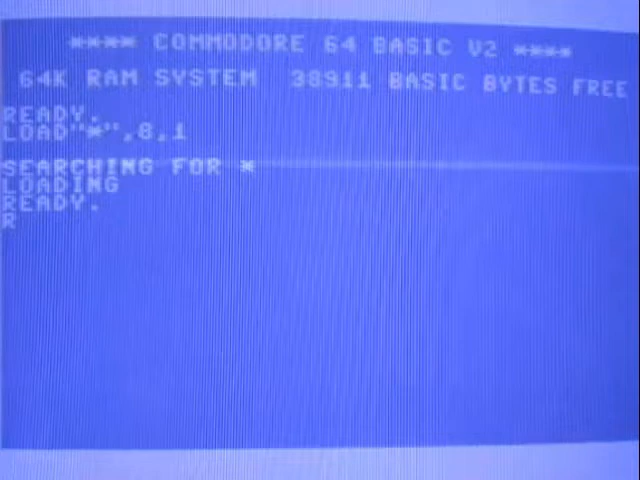 **** COMMODORE 64 BASIC V2 ****
64K RAM SYSTEM 38911 BASIC BYTES FREE
READY.
LOAD"*",8,1
SEARCHING FOR *
LOADING
READY.
R